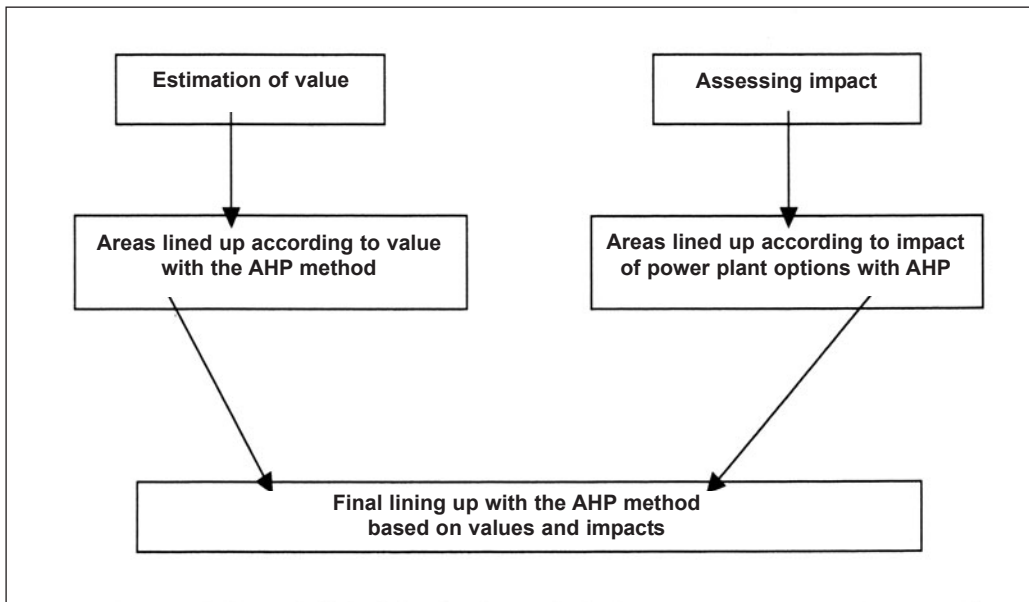 Estimation of value
Assessing impact
Areas lined up according to value
with the AHP method
Areas lined up according to impact
of power plant options with AHP
Final lining up with the AHP method
based on values and impacts